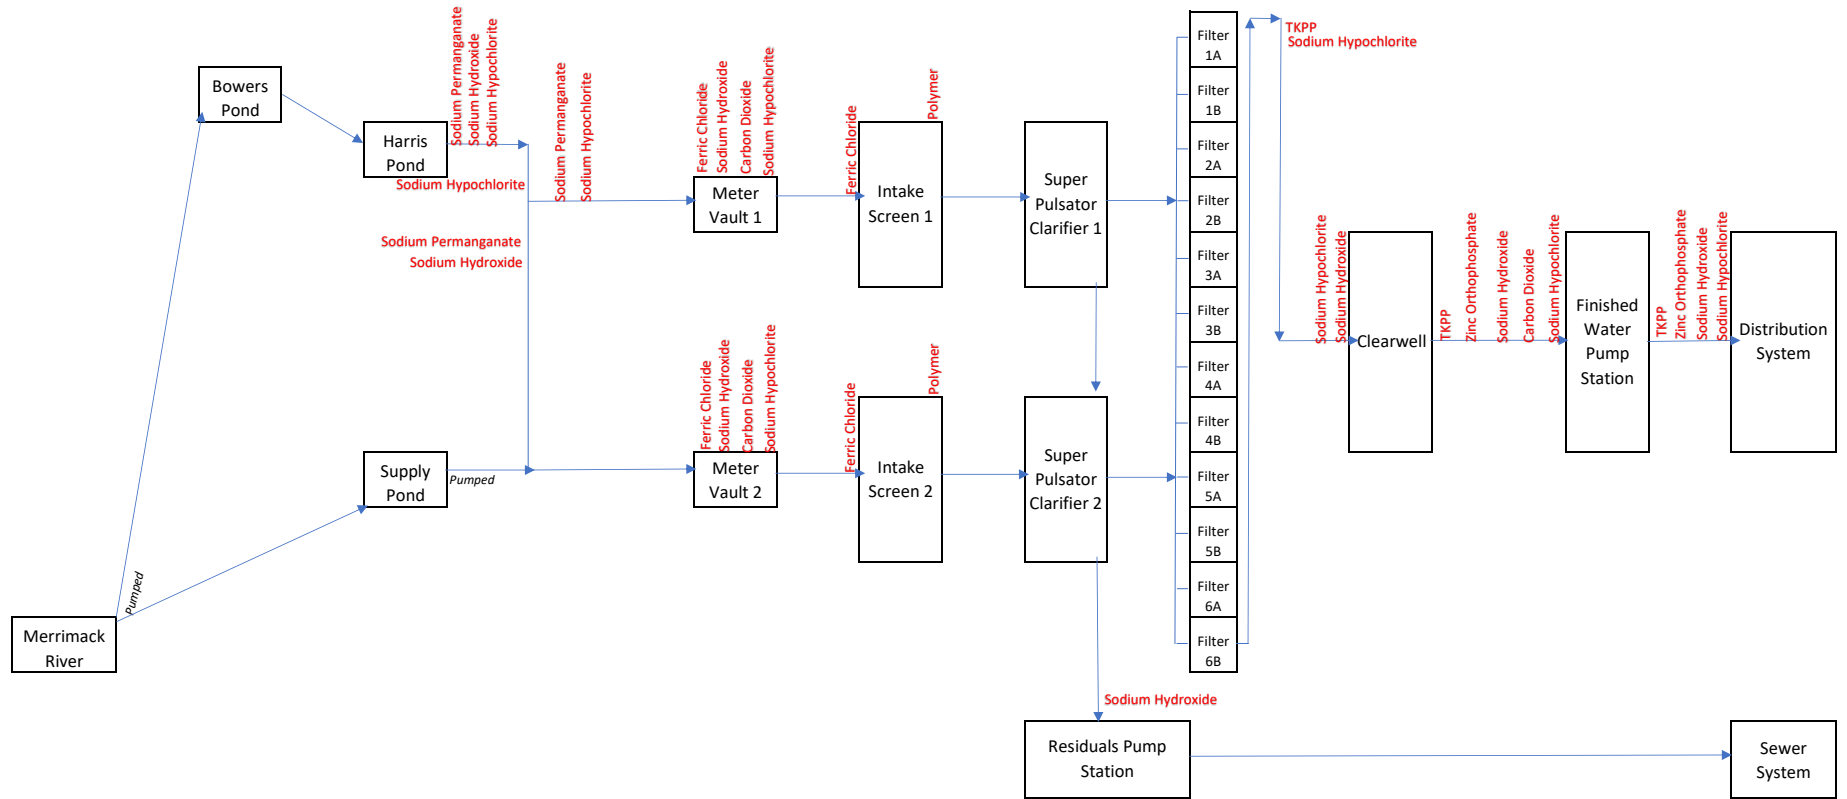 Bowers
Pond
Harris
Pond
Sodium Permanganate
Sodium Hydroxide
Sodium Hypochlorite
Sodium Hypochlorite
Sodium Permanganate
Sodium Hypochlorite
Sodium Permanganate
Sodium Hydroxide
Ferric Chloride
Sodium Hydroxide
Carbon Dioxide
Sodium Hypochlorite
Meter
Vault 1
Ferric Chloride
Polymer
Intake
Screen 1
Super
Pulsator
Clarifier 1
Merrimack
River
Pumped
Supply
Pond
Pumped
Ferric Chloride
Sodium Hydroxide
Carbon Dioxide
Sodium Hypochlorite
Meter
Vault 2
Ferric Chloride
Polymer
Intake
Screen 2
Super
Pulsator
Clarifier 2
Filter
1A
Filter
1B
Filter
2A
Filter
2B
Filter
3A
Filter
3B
Filter
4A
Filter
4B
Filter
5A
Filter
5B
Filter
6A
Filter
6B
TKPP
Sodium Hypochlorite
Sodium Hypochlorite
Sodium Hydroxide
Clearwell
TKPP
Zinc Orthophosphate
Sodium Hydroxide
Carbon Dioxide
Sodium Hypochlorite
Finished
Water
Pump
Station
TKPP
Zinc Orthophosphate
Sodium Hydroxide
Sodium Hypochlorite
Distribution
System
Sodium Hydroxide
Residuals Pump
Station
Sewer
System